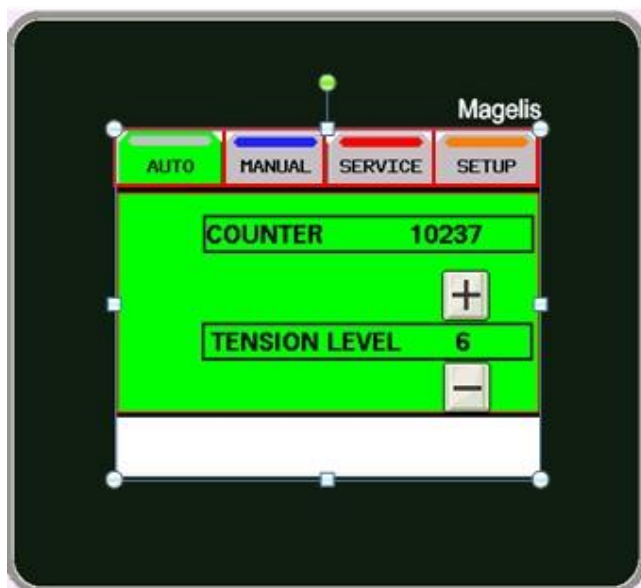 Magelis
AUTO MANUAL SERVICE SETUP
COUNTER 10237
+
TENSION LEVEL 6
-